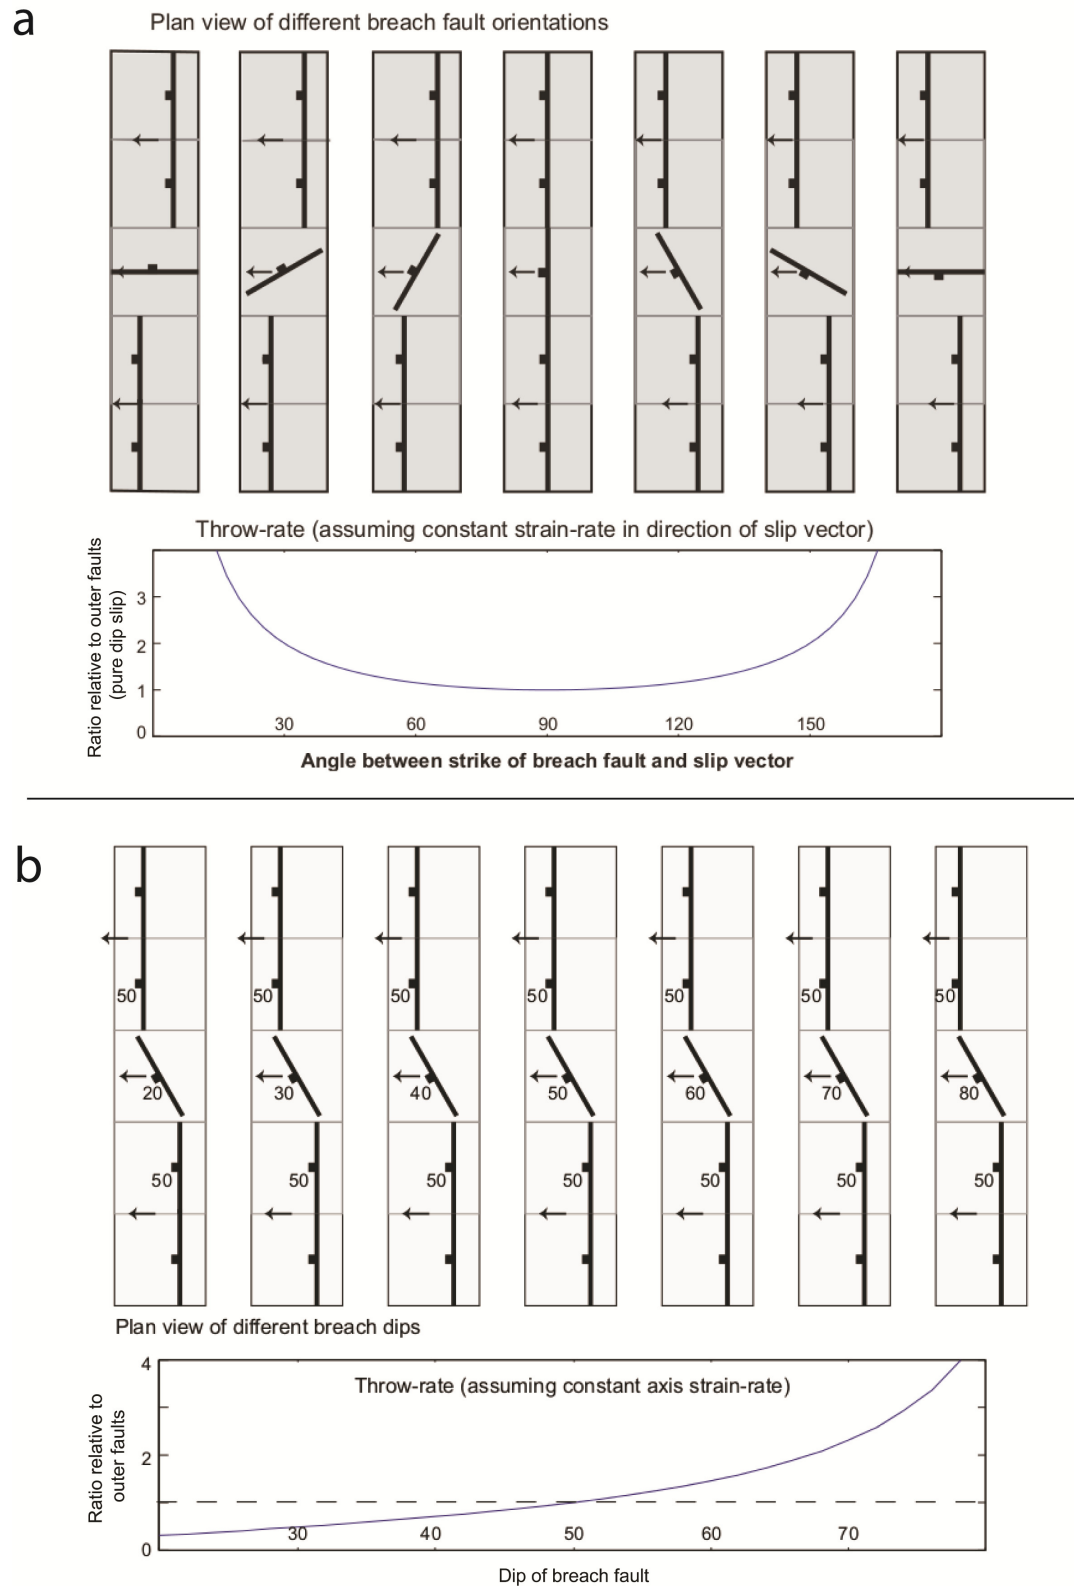 a
Plan view of different breach fault orientations
Throw-rate (assuming constant strain-rate in direction of slip vector)
Ratio relative to outer faults
(pure dip slip)
3
2
1
0
30 60 90 120 150
Angle between strike of breach fault and slip vector
b
50 50 50 50 50 50 50
20 30 40 50 60 70 80
50 50 50 50 50 50 50
Plan view of different breach dips
Throw-rate (assuming constant axis strain-rate)
Ratio relative to
outer faults
4
2
0
30 40 50 60 70
Dip of breach fault